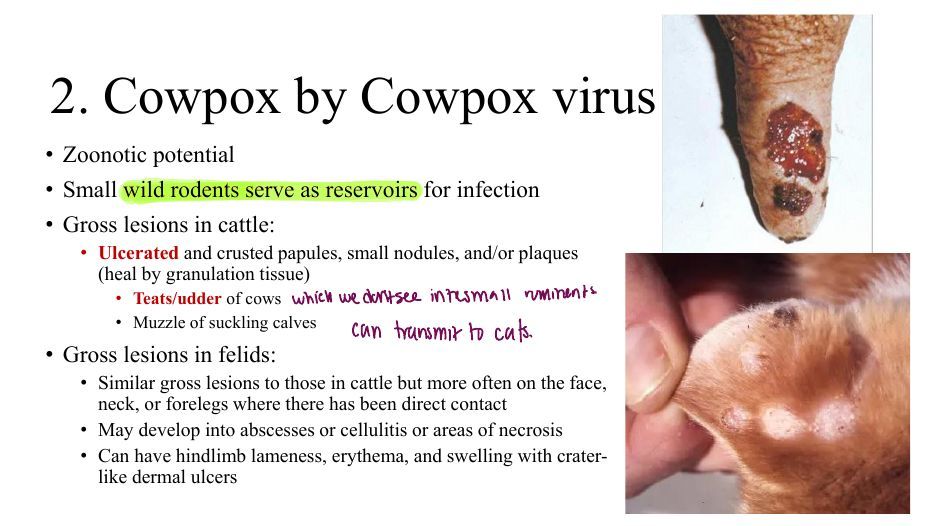 2. Cowpox by Cowpox virus
• Zoonotic potential
• Small wild rodents serve as reservoirs for infection
• Gross lesions in cattle:
• Ulcerated and crusted papules, small nodules, and/or plaques
(heal by granulation tissue)
• Teats/udder of cows which we don't see in small ruminents
• Muzzle of suckling calves can transmit to cats.
• Gross lesions in felids:
• Similar gross lesions to those in cattle but more often on the face,
neck, or forelegs where there has been direct contact
• May develop into abscesses or cellulitis or areas of necrosis
• Can have hindlimb lameness, erythema, and swelling with crater-
like dermal ulcers